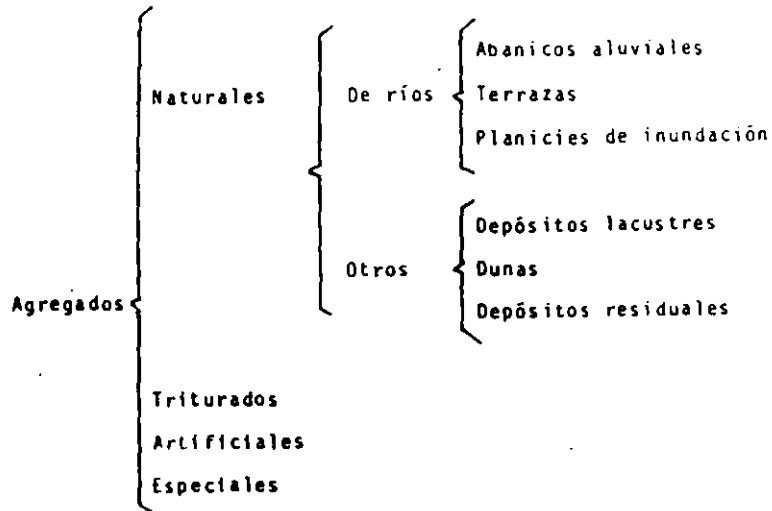 Abanicos aluviales
Naturales De ríos Terrazas
Planicies de inundación
Depósitos lacustres
Otros Dunas
Depósitos residuales
Agregados
Triturados
Artificiales
Especiales